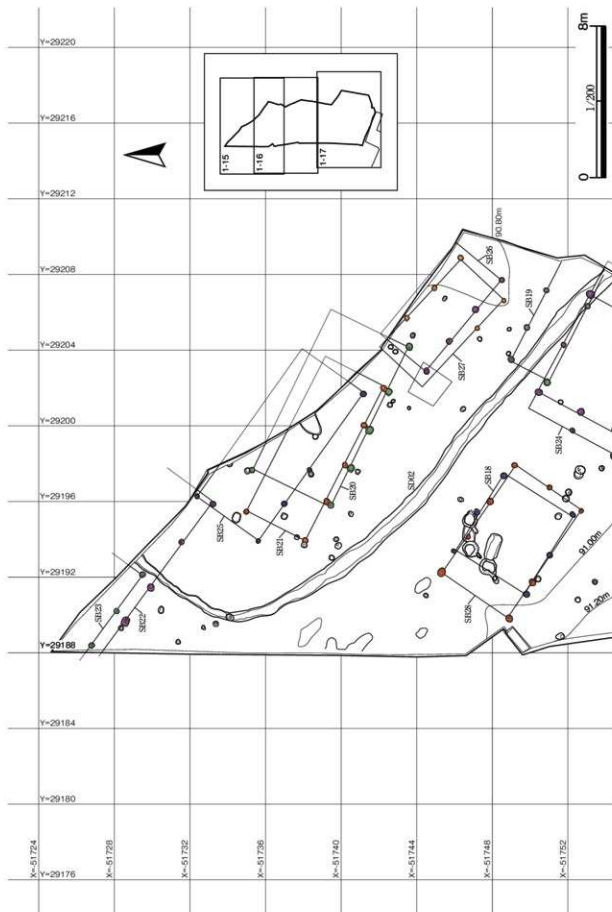 Y=29220
Y=29216
Y=29212
Y=29208
Y=29204
Y=29200
Y=29196
Y=29192
Y=29188
Y=29184
Y=29180
Y=29176
X=-51724
X=-51728
X=-51732
X=-51736
X=-51740
X=-51744
X=-51748
X=-51752
1-15
1-16
1-17
0
1/200
8m
90.80m
SB26
SB19
SB27
SB24
SB20
SD02
SB18
SB21
SB25
SB23
SB22
SB28
91.00m
91.20m